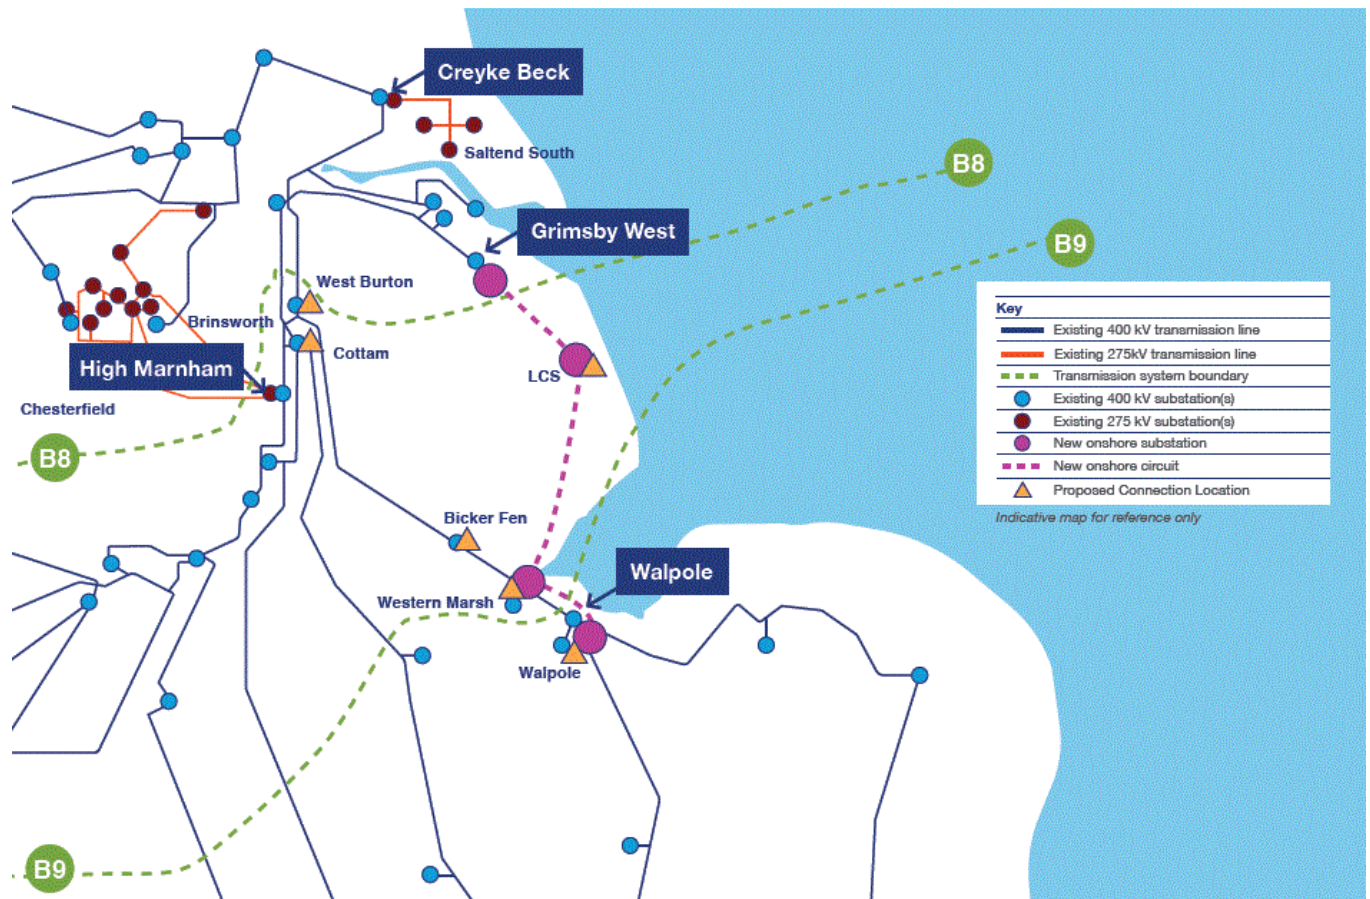 Creyke Beck
Saltend South
B8
Grimsby West
B9
West Burton
Brinsworth
Cottam
High Marnham
LCS
Chesterfield
B8
Key
Existing 400 kV transmission line
Existing 275kV transmission line
Transmission system boundary
Existing 400 kV substation(s)
Existing 275 kV substation(s)
New onshore substation
New onshore circuit
Proposed Connection Location
Indicative map for reference only
Bicker Fen
Walpole
Western Marsh
Walpole
B9